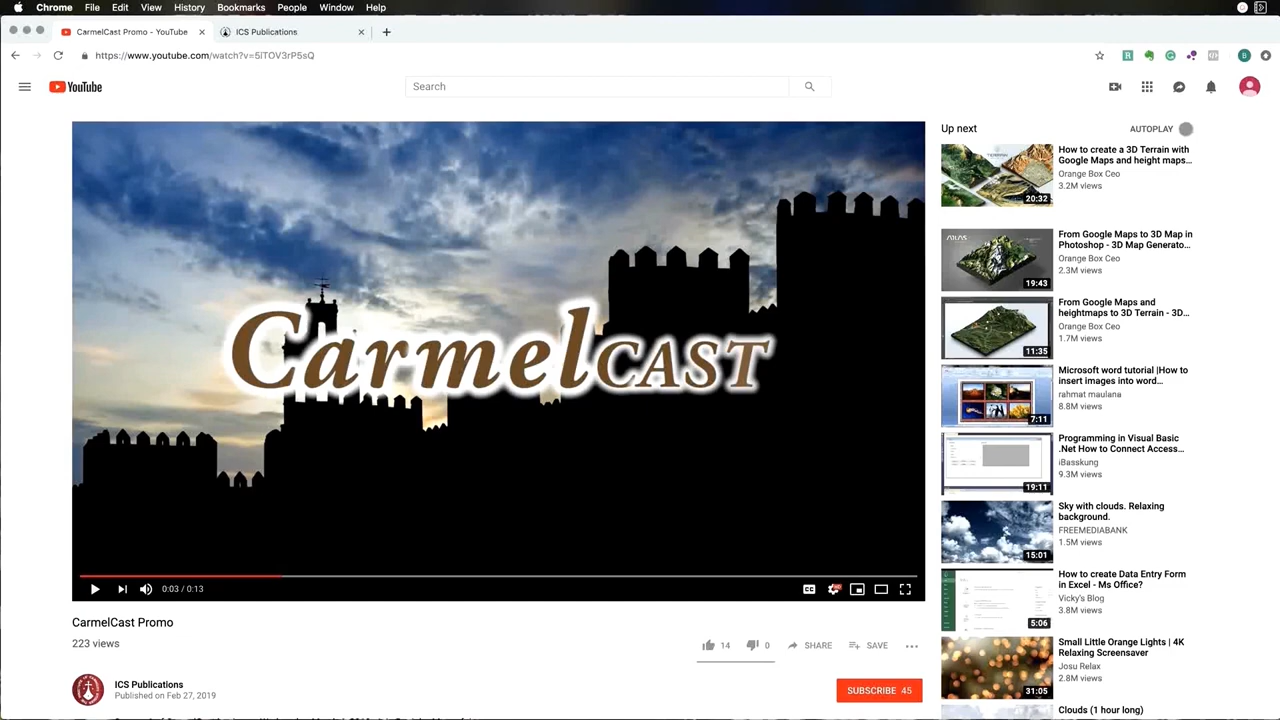 Chrome File Edit View History Bookmarks People Window Help
CarmelCast Promo - YouTube
ICS Publications
https://www.youtube.com/watch?v=5lTOV3rP5sQ
YouTube
Search
CarmelCAST
0:03 / 0:13
CarmelCast Promo
223 views
14
0
SHARE
SAVE
ICS Publications
Published on Feb 27, 2019
SUBSCRIBE 45
Up next
AUTOPLAY
How to create a 3D Terrain with
Google Maps and height maps...
Orange Box Ceo
3.2M views
20:32
From Google Maps to 3D Map in
Photoshop - 3D Map Generato...
Orange Box Ceo
2.3M views
ATLAS
19:43
From Google Maps and
heightmaps to 3D Terrain - 3D...
Orange Box Ceo
1.7M views
11:35
Microsoft word tutorial |How to
insert images into word...
rahmat maulana
8.8M views
7:11
Programming in Visual Basic
.Net How to Connect Access...
iBasskung
9.3M views
19:11
Sky with clouds. Relaxing
background.
FREEMEDIABANK
1.5M views
15:01
How to create Data Entry Form
in Excel - Ms Office?
Vicky's Blog
3.8M views
5:06
Small Little Orange Lights | 4K
Relaxing Screensaver
Josu Relax
2.8M views
31:05
Clouds (1 hour long)